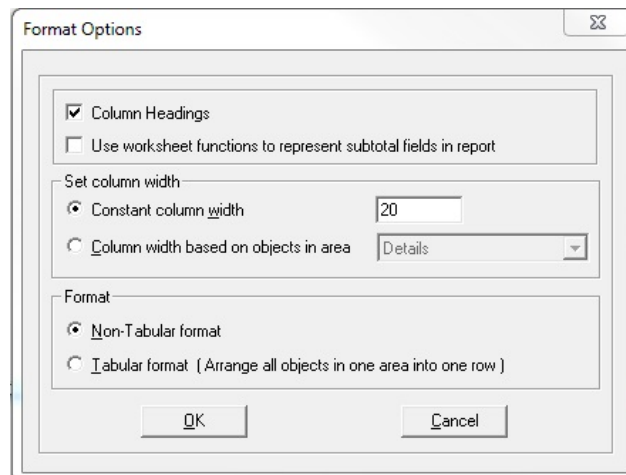 Format Options
Column Headings
Use worksheet functions to represent subtotal fields in report
Set column width
Constant column width
20
Column width based on objects in area
Details
Format
Non-Tabular format
Tabular format ( Arrange all objects in one area into one row )
OK
Cancel